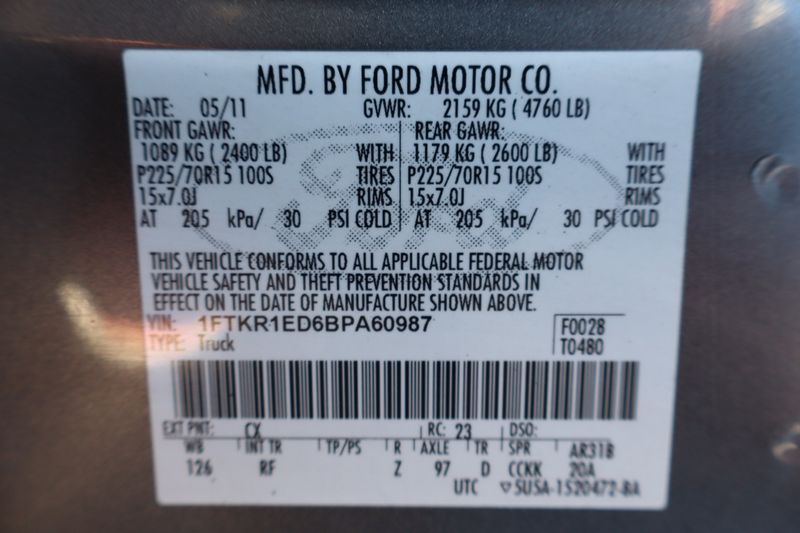 MFD. BY FORD MOTOR CO.
DATE: 05/11 GVWR: 2159 KG ( 4760 LB)
FRONT GAWR: REAR GAWR:
1089 KG ( 2400 LB) WITH 1179 KG ( 2600 LB) WITH
P225/70R15 100S TIRES P225/70R15 100S TIRES
15x7.0J RIMS 15x7.0J RIMS
AT 205 kPa/ 30 PSI COLD AT 205 kPa/ 30 PSI COLD
THIS VEHICLE CONFORMS TO ALL APPLICABLE FEDERAL MOTOR
VEHICLE SAFETY AND THEFT PREVENTION STANDARDS IN
EFFECT ON THE DATE OF MANUFACTURE SHOWN ABOVE.
VIN: 1FTKR1ED6BPA60987 F0028
TYPE: Truck T0480
EXT PNT: CX RC: 23 DSO:
WB INT TR TP/PS R AXLE TR SPR AR31B
126 RF Z 97 D CCKK 20A
UTC ▽5U5A-1520472-BA
Ford